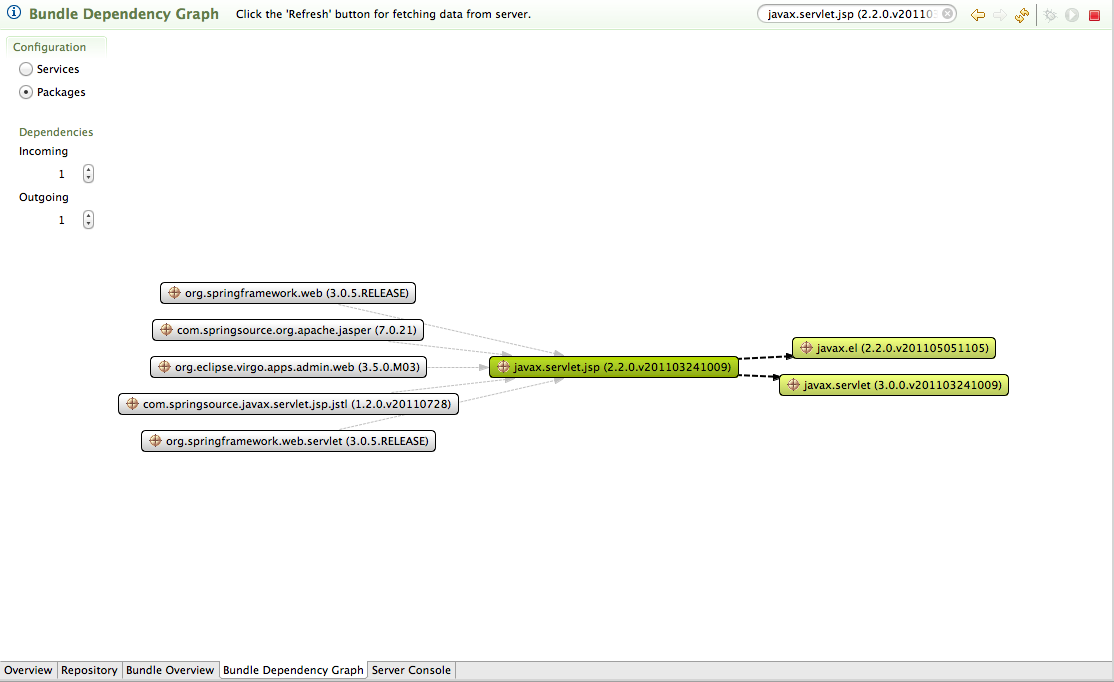 Bundle Dependency Graph Click the 'Refresh' button for fetching data from server. javax.servlet.jsp (2.2.0.v20110
Configuration
Services
Packages
Dependencies
Incoming
1
Outgoing
1
org.springframework.web (3.0.5.RELEASE)
com.springsource.org.apache.jasper (7.0.21)
org.eclipse.virgo.apps.admin.web (3.5.0.M03)
com.springsource.javax.servlet.jsp.jstl (1.2.0.v20110728)
org.springframework.web.servlet (3.0.5.RELEASE)
javax.servlet.jsp (2.2.0.v201103241009)
javax.el (2.2.0.v201105051105)
javax.servlet (3.0.0.v201103241009)
Overview Repository Bundle Overview Bundle Dependency Graph Server Console